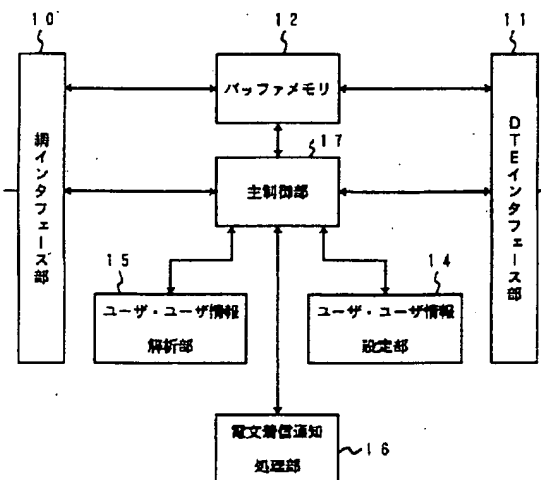 10
12
11
バッファメモリ
17
網インタフェーズ部
主制御部
DTEインタフェース部
15
14
ユーザ・ユーザ情報
解析部
ユーザ・ユーザ情報
設定部
電文着信通知
処理部
16